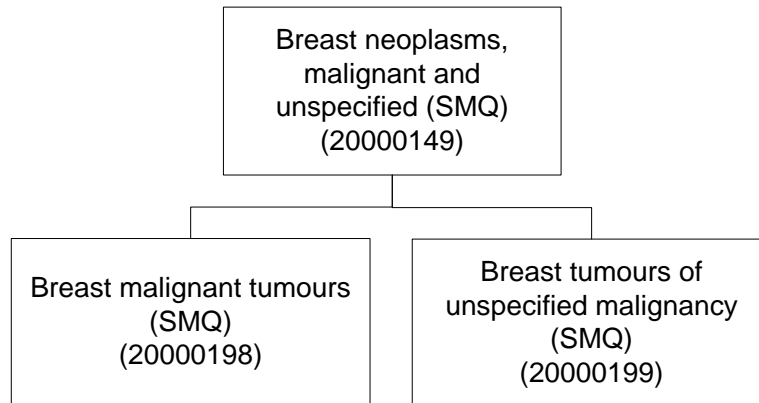 Breast neoplasms,
malignant and
unspecified (SMQ)
(20000149)
Breast malignant tumours
(SMQ)
(20000198)
Breast tumours of
unspecified malignancy
(SMQ)
(20000199)